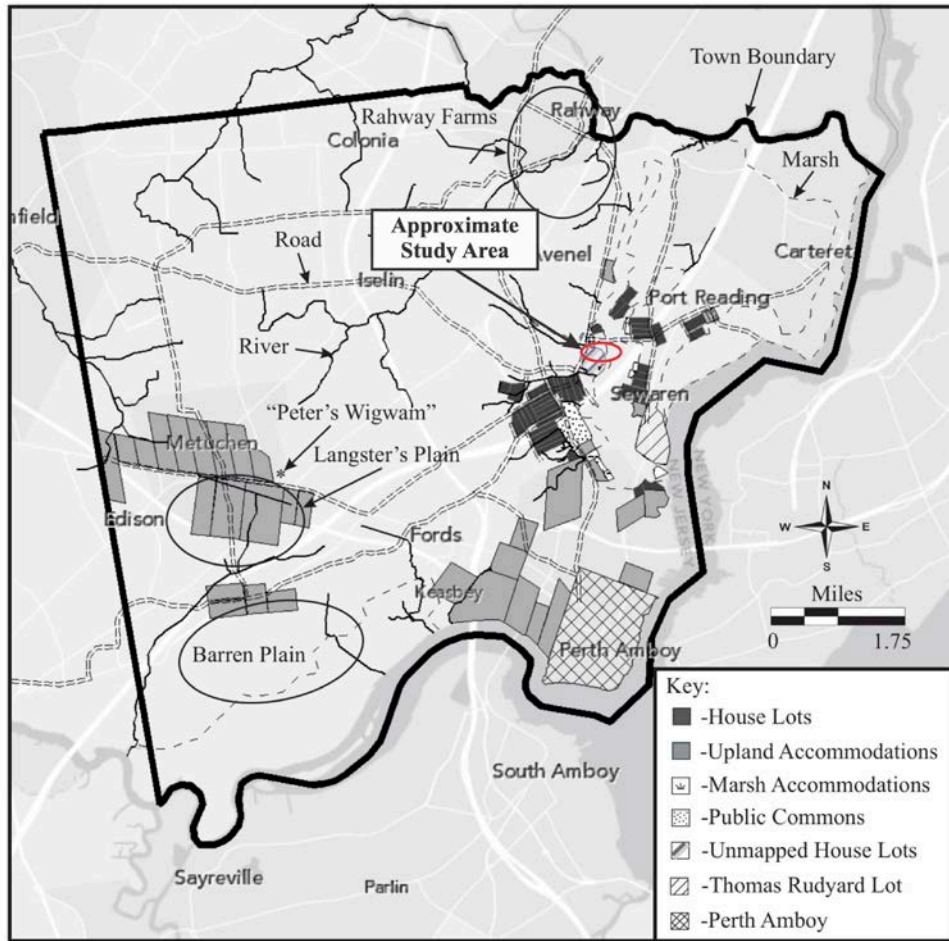 Town Boundary
Rahway
Rahway Farms
Colonia
Marsh
nfield
Approximate
Study Area
Avenel
Carteret
Road
Iselin
Port Reading
River
Sewaren
"Peter's Wigwam"
Metuchen
Langster's Plain
NEW YORK
NEW JERSEY
Edison
Fords
N
W
E
S
Keasbey
Miles
0
1.75
Barren Plain
Perth Amboy
Key:
-House Lots
-Upland Accommodations
-Marsh Accommodations
-Public Commons
-Unmapped House Lots
-Thomas Rudyard Lot
-Perth Amboy
South Amboy
Sayreville
Parlin